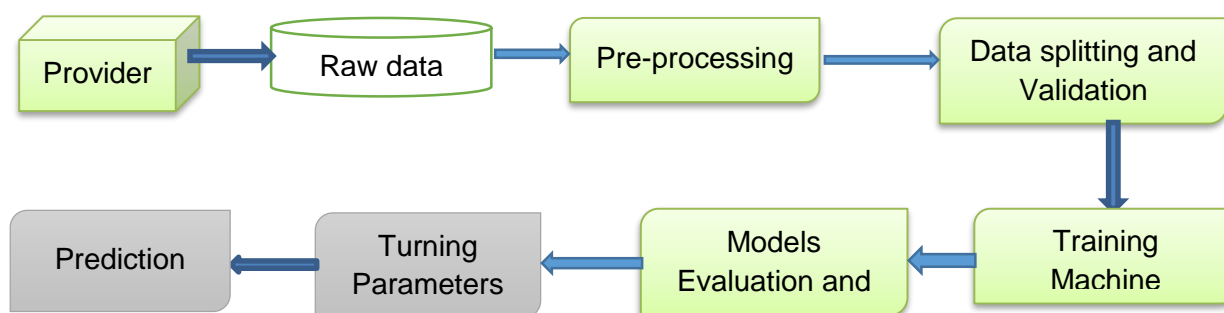 Provider
Raw data
Pre-processing
Data splitting and
Validation
Training
Machine
Models
Evaluation and
Turning
Parameters
Prediction